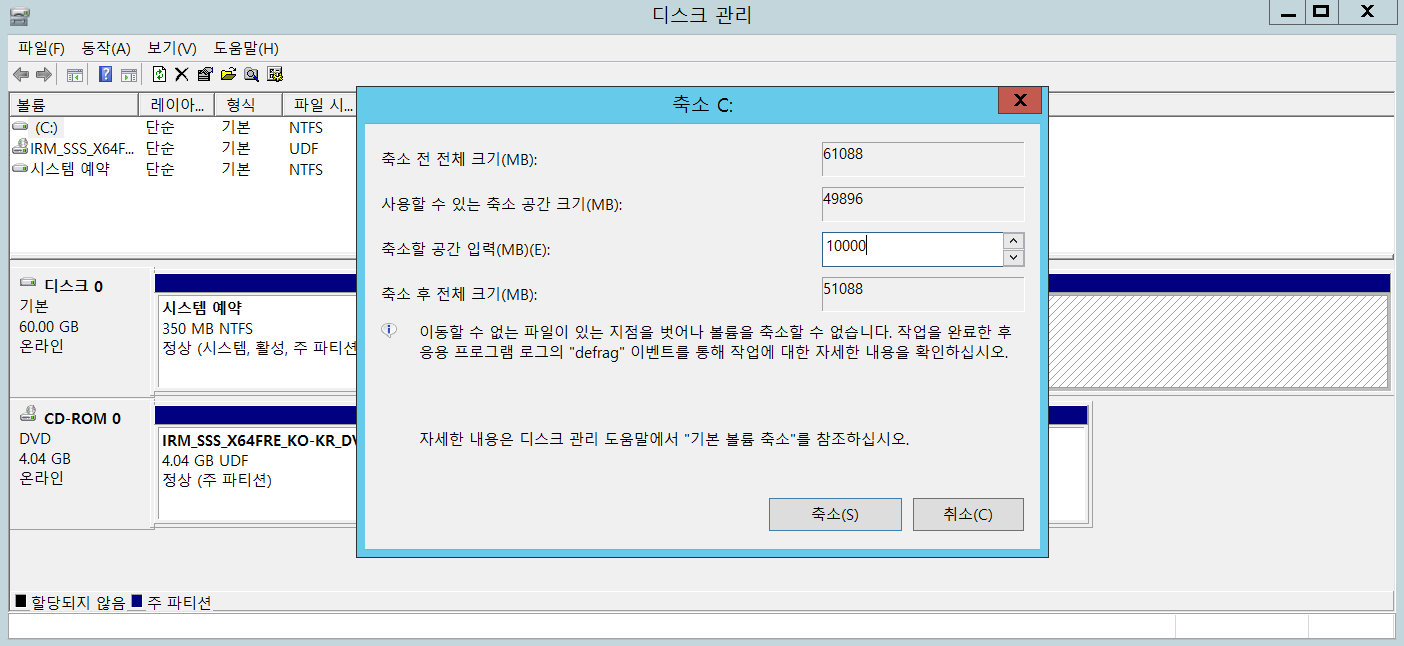 디스크 관리
파일(F) 동작(A) 보기(V) 도움말(H)
볼륨 레이아... 형식 파일 시...
(C:) 단순 기본 NTFS
IRM_SSS_X64F... 단순 기본 UDF
시스템 예약 단순 기본 NTFS
축소 C:
축소 전 전체 크기(MB): 61088
사용할 수 있는 축소 공간 크기(MB): 49896
축소할 공간 입력(MB)(E): 10000
축소 후 전체 크기(MB): 51088
이동할 수 없는 파일이 있는 지점을 벗어나 볼륨을 축소할 수 없습니다. 작업을 완료한 후
응용 프로그램 로그의 "defrag" 이벤트를 통해 작업에 대한 자세한 내용을 확인하십시오.
자세한 내용은 디스크 관리 도움말에서 "기본 볼륨 축소"를 참조하십시오.
축소(S) 취소(C)
디스크 0
기본
60.00 GB
온라인
시스템 예약
350 MB NTFS
정상 (시스템, 활성, 주 파티션
CD-ROM 0
DVD
4.04 GB
온라인
IRM_SSS_X64FRE_KO-KR_DV
4.04 GB UDF
정상 (주 파티션)
할당되지 않음 주 파티션